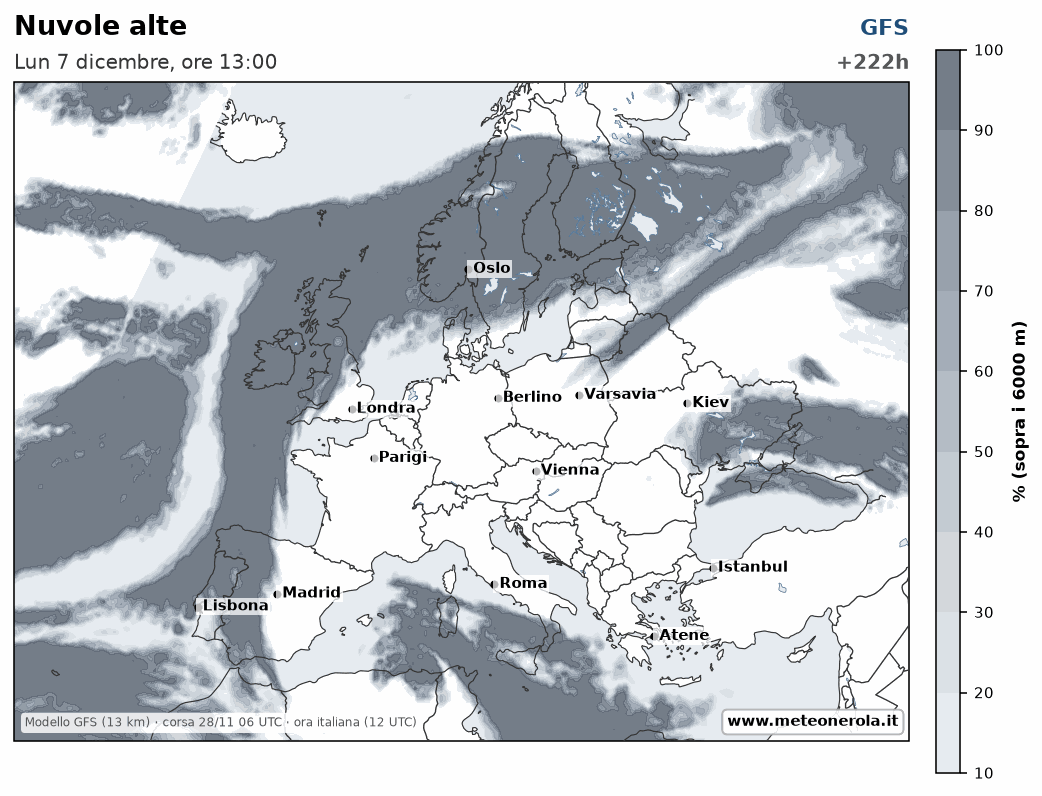 Nuvole alte
GFS
Lun 7 dicembre, ore 13:00
+222h
Oslo
Londra
Berlino
Varsavia
Kiev
Parigi
Vienna
Madrid
Lisbona
Roma
Istanbul
Atene
Modello GFS (13 km) · corsa 28/11 06 UTC · ora italiana (12 UTC)
www.meteonerola.it
100
90
80
70
60
50
40
30
20
10
% (sopra i 6000 m)